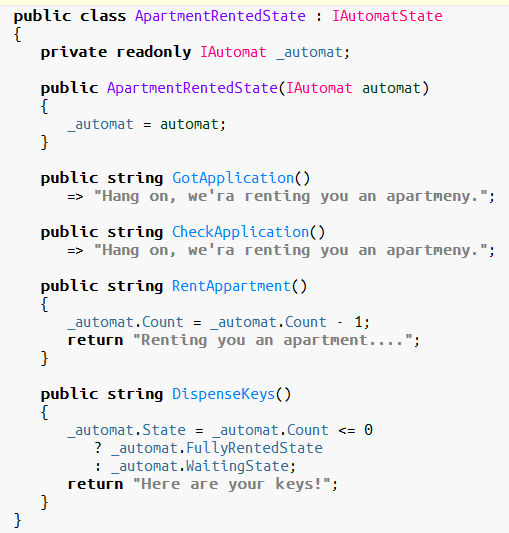 public class ApartmentRentedState : IAutomatState
{
private readonly IAutomat _automat;
public ApartmentRentedState(IAutomat automat)
{
_automat = automat;
}
public string GotApplication()
=> "Hang on, we'ra renting you an apartmeny.";
public string CheckApplication()
=> "Hang on, we'ra renting you an apartmeny.";
public string RentAppartment()
{
_automat.Count = _automat.Count - 1;
return "Renting you an apartment....";
}
public string DispenseKeys()
{
_automat.State = _automat.Count <= 0
? _automat.FullyRentedState
: _automat.WaitingState;
return "Here are your keys!";
}
}